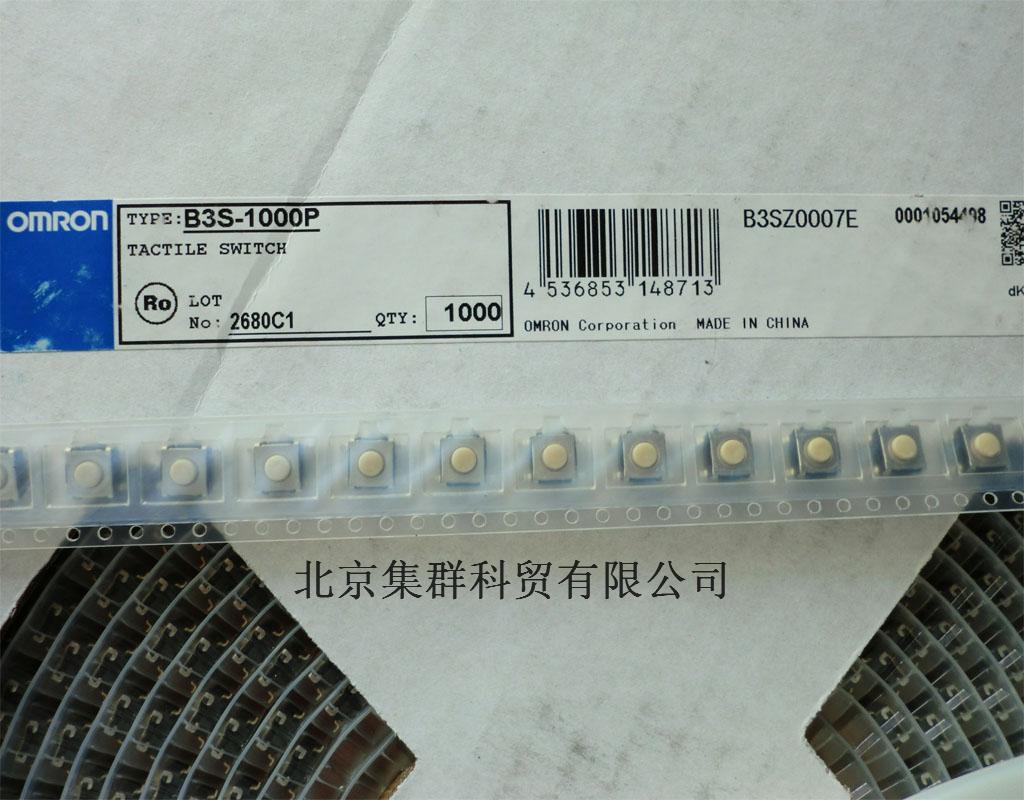 OMRON
TYPE: B3S-1000P
TACTILE SWITCH
Ro
LOT
No: 2680C1
QTY: 1000
4 536853 148713
B3SZ0007E
OMRON Corporation MADE IN CHINA
dK
北京集群科贸有限公司